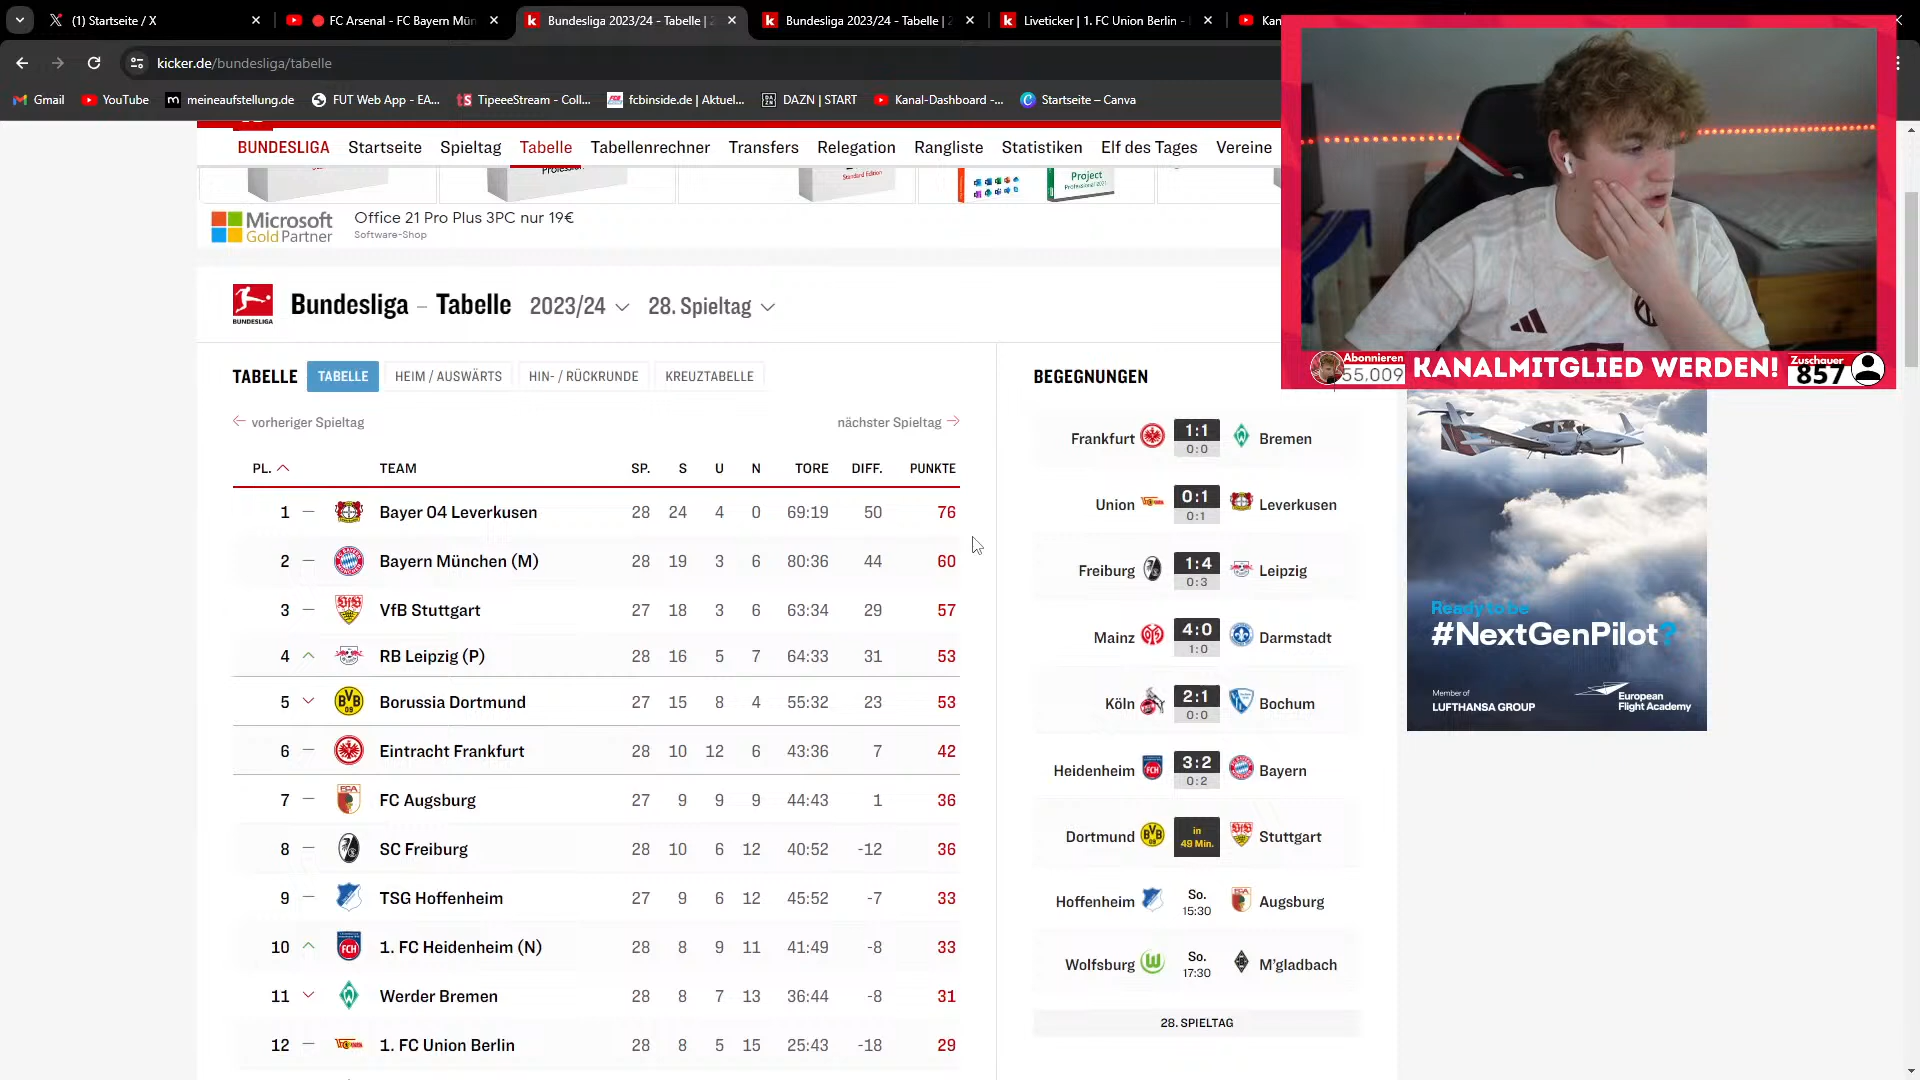 (1) Startseite / X
FC Arsenal - FC Bayern Mün
Bundesliga 2023/24 - Tabelle | 2
Bundesliga 2023/24 - Tabelle | 2
Liveticker | 1. FC Union Berlin -
Kan
kicker.de/bundesliga/tabelle
Gmail
YouTube
meineaufstellung.de
FUT Web App - EA...
TipeeeStream - Coll...
fcbinside.de | Aktuel...
DAZN | START
Kanal-Dashboard -...
Startseite – Canva
BUNDESLIGA Startseite Spieltag Tabelle Tabellenrechner Transfers Relegation Rangliste Statistiken Elf des Tages Vereine
Standard Edition
Project
Professional 2021
Microsoft
Gold Partner
Office 21 Pro Plus 3PC nur 19€
Software-Shop
BUNDESLIGA
Bundesliga – Tabelle 2023/24 28. Spieltag
TABELLE TABELLE HEIM / AUSWÄRTS HIN- / RÜCKRUNDE KREUZTABELLE
vorheriger Spieltag nächster Spieltag
PL. TEAM SP. S U N TORE DIFF. PUNKTE
1 — Bayer 04 Leverkusen 28 24 4 0 69:19 50 76
2 — Bayern München (M) 28 19 3 6 80:36 44 60
3 — VfB Stuttgart 27 18 3 6 63:34 29 57
4 RB Leipzig (P) 28 16 5 7 64:33 31 53
5 Borussia Dortmund 27 15 8 4 55:32 23 53
6 — Eintracht Frankfurt 28 10 12 6 43:36 7 42
7 — FC Augsburg 27 9 9 9 44:43 1 36
8 — SC Freiburg 28 10 6 12 40:52 -12 36
9 — TSG Hoffenheim 27 9 6 12 45:52 -7 33
10 1. FC Heidenheim (N) 28 8 9 11 41:49 -8 33
11 Werder Bremen 28 8 7 13 36:44 -8 31
12 — 1. FC Union Berlin 28 8 5 15 25:43 -18 29
BEGEGNUNGEN
Frankfurt 1:1 Bremen
0:0
Union 0:1 Leverkusen
0:1
Freiburg 1:4 Leipzig
0:3
Mainz 4:0 Darmstadt
1:0
Köln 2:1 Bochum
0:0
Heidenheim 3:2 Bayern
0:2
Dortmund in 49 Min. Stuttgart
Hoffenheim So. 15:30 Augsburg
Wolfsburg So. 17:30 M'gladbach
28. SPIELTAG
Abonnieren
55,009
KANALMITGLIED WERDEN!
Zuschauer
857
Ready to be
#NextGenPilot?
Member of
LUFTHANSA GROUP
European
Flight Academy